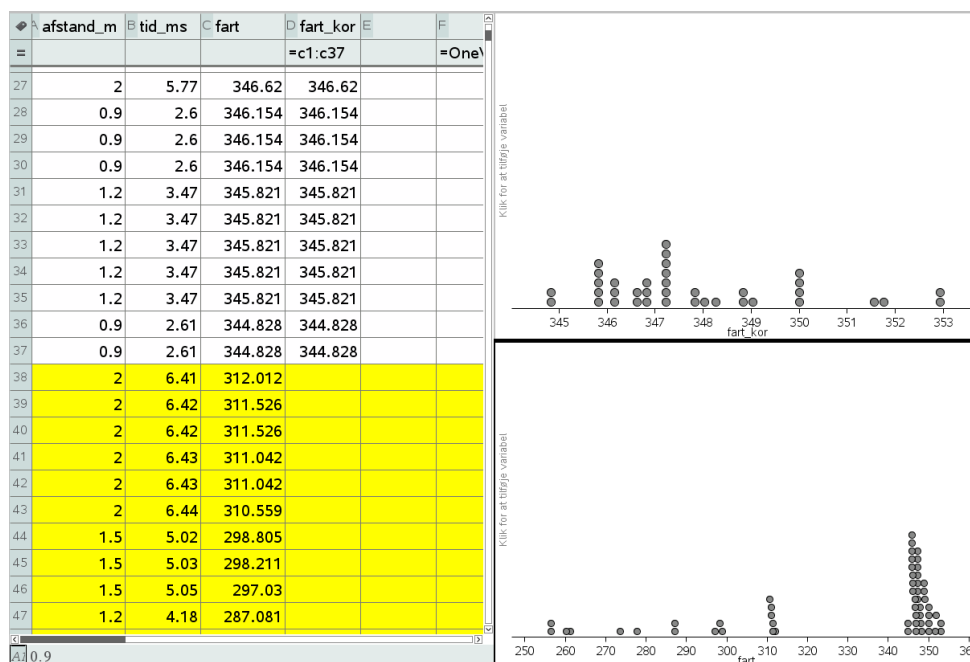 A afstand_m B tid_ms C fart D fart_kor E F
= =c1:c37 =One\
27 2 5.77 346.62 346.62
28 0.9 2.6 346.154 346.154
29 0.9 2.6 346.154 346.154
30 0.9 2.6 346.154 346.154
31 1.2 3.47 345.821 345.821
32 1.2 3.47 345.821 345.821
33 1.2 3.47 345.821 345.821
34 1.2 3.47 345.821 345.821
35 1.2 3.47 345.821 345.821
36 0.9 2.61 344.828 344.828
37 0.9 2.61 344.828 344.828
38 2 6.41 312.012
39 2 6.42 311.526
40 2 6.42 311.526
41 2 6.43 311.042
42 2 6.43 311.042
43 2 6.44 310.559
44 1.5 5.02 298.805
45 1.5 5.03 298.211
46 1.5 5.05 297.03
47 1.2 4.18 287.081
A1 0.9
Klik for at tilføje variabel
345 346 347 348 349 350 351 352 353
fart_kor
Klik for at tilføje variabel
250 260 270 280 290 300 310 320 330 340 350 36
fart